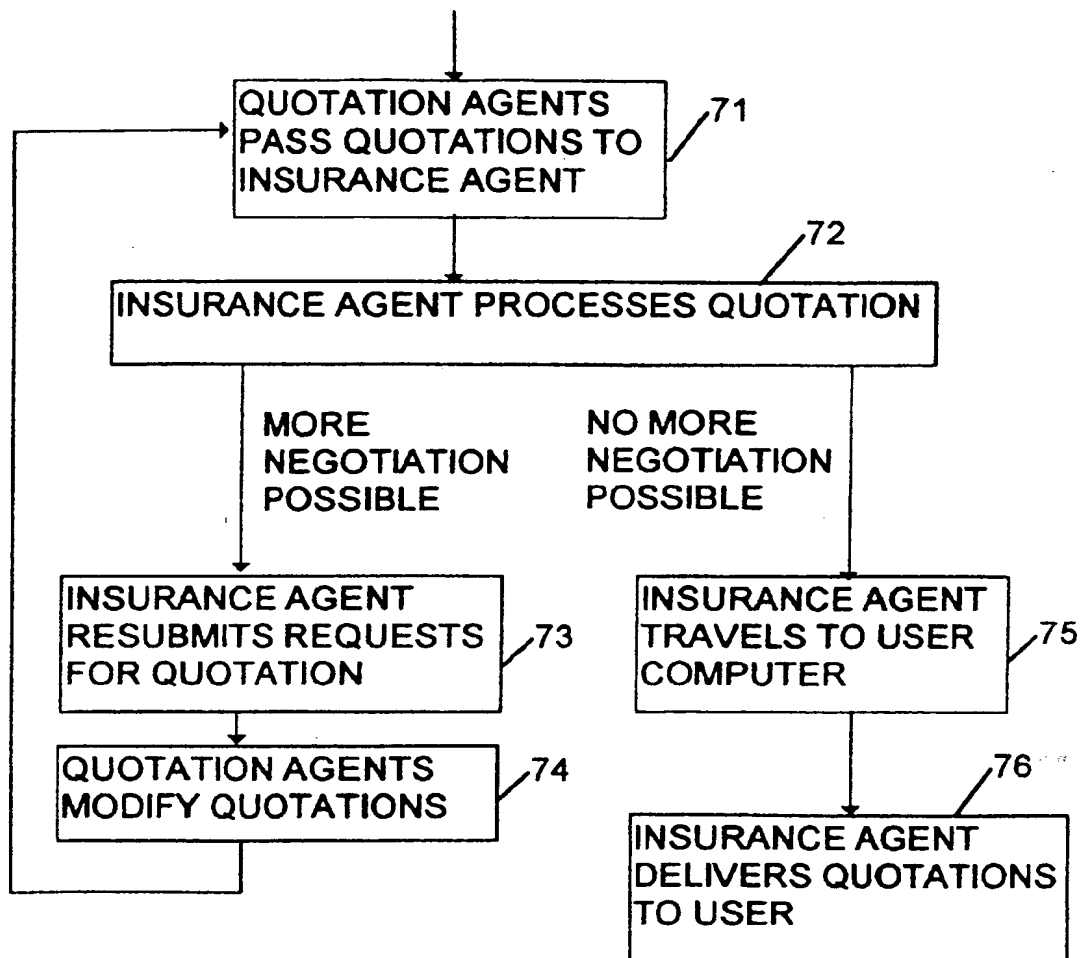 QUOTATION AGENTS
PASS QUOTATIONS TO
INSURANCE AGENT
71
72
INSURANCE AGENT PROCESSES QUOTATION
MORE
NEGOTIATION
POSSIBLE
NO MORE
NEGOTIATION
POSSIBLE
INSURANCE AGENT
RESUBMITS REQUESTS
FOR QUOTATION
73
INSURANCE AGENT
TRAVELS TO USER
COMPUTER
75
QUOTATION AGENTS
MODIFY QUOTATIONS
74
76
INSURANCE AGENT
DELIVERS QUOTATIONS
TO USER